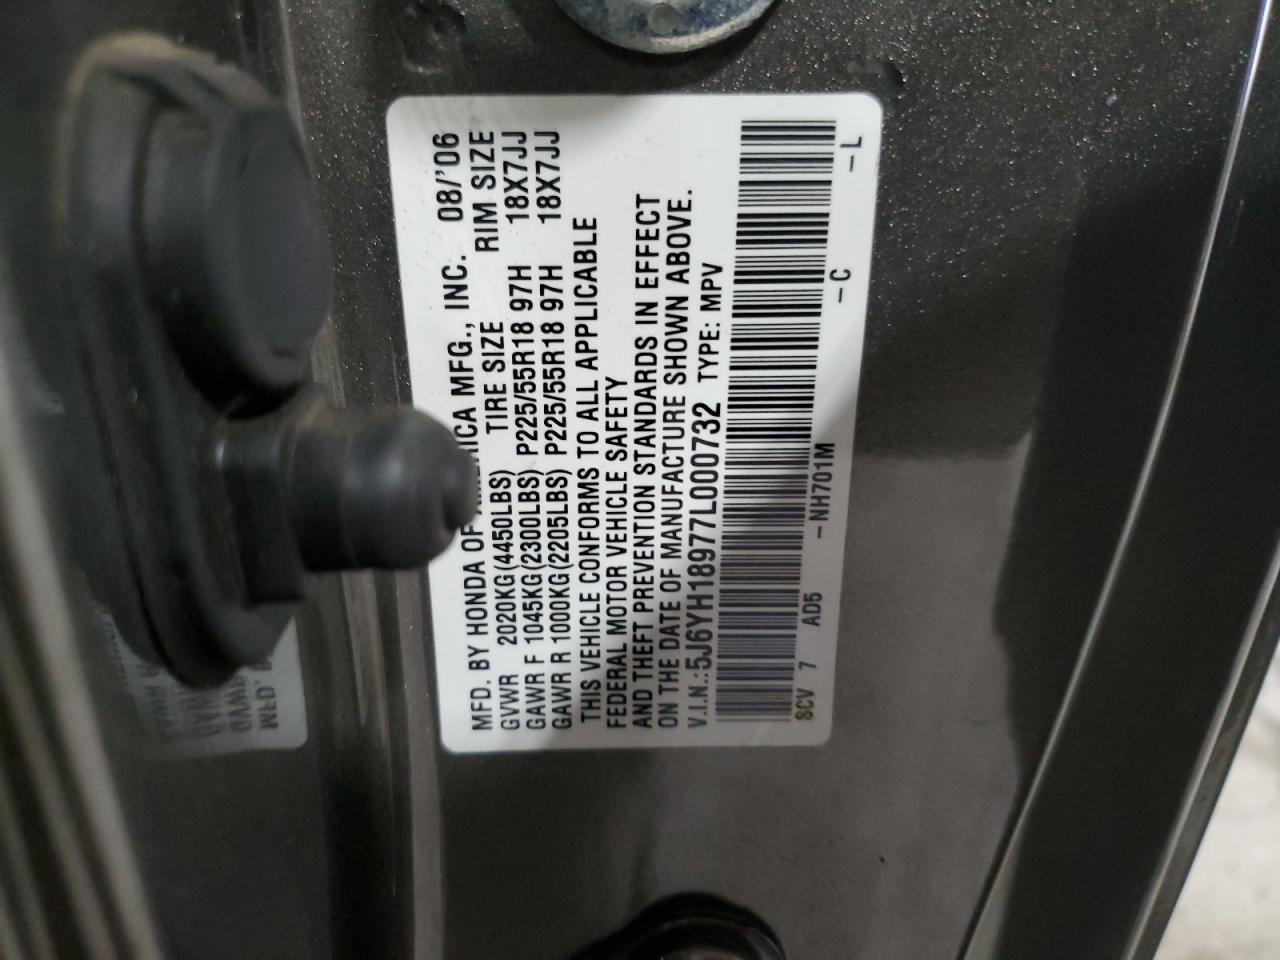 MFD. BY HONDA OF AMERICA MFG., INC. 08/'06
GVWR 2020KG(4450LBS) TIRE SIZE RIM SIZE
GAWR F 1045KG(2300LBS) P225/55R18 97H 18X7JJ
GAWR R 1000KG(2205LBS) P225/55R18 97H 18X7JJ
THIS VEHICLE CONFORMS TO ALL APPLICABLE
FEDERAL MOTOR VEHICLE SAFETY
AND THEFT PREVENTION STANDARDS IN EFFECT
ON THE DATE OF MANUFACTURE SHOWN ABOVE.
V.I.N.:5J6YH18977L000732 TYPE: MPV
SCV 7 AD5 -NH701M -C -L